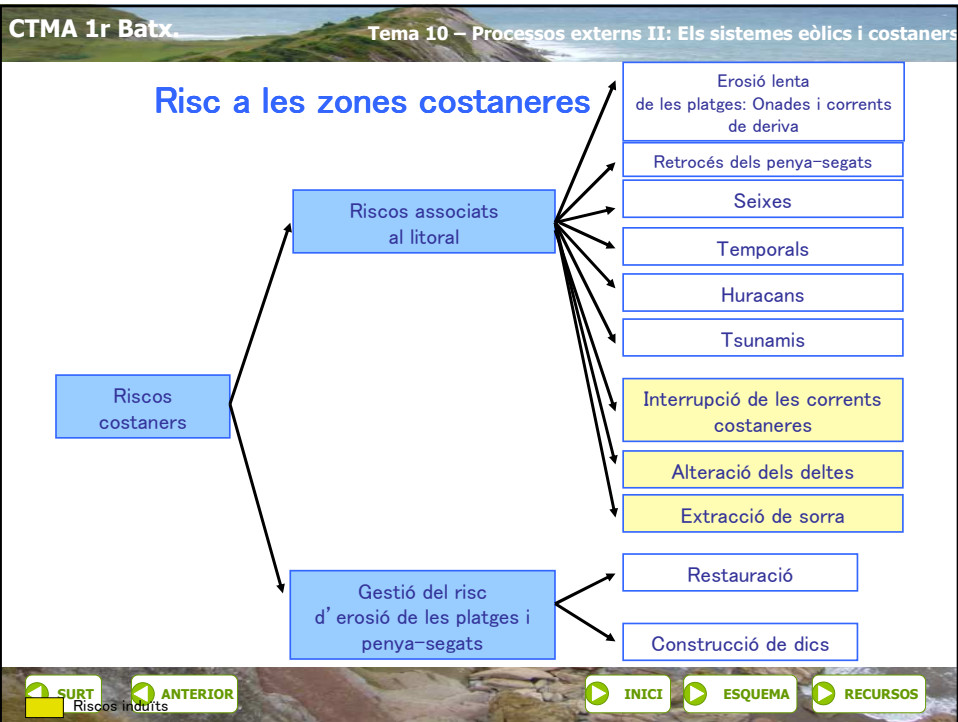 CTMA 1r Batx.
Tema 10 – Processos externs II: Els sistemes eòlics i costaners
Risc a les zones costaneres
Erosió lenta
de les platges: Onades i corrents
de deriva
Retrocés dels penya-segats
Riscos associats
al litoral
Seixes
Temporals
Huracans
Tsunamis
Riscos
costaners
Interrupció de les corrents
costaneres
Alteració dels deltes
Extracció de sorra
Gestió del risc
d'erosió de les platges i
penya-segats
Restauració
Construcció de dics
SURT
ANTERIOR
INICI
ESQUEMA
RECURSOS
Riscos induïts